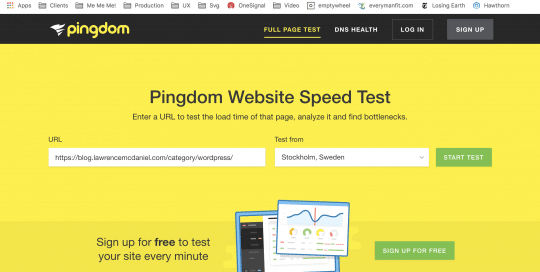 Apps Clients Me Me Me! Production UX Svg OneSignal Video emptywheel everymanfit.com Losing Earth Hawthorn
pingdom FULL PAGE TEST DNS HEALTH LOG IN SIGN UP
Pingdom Website Speed Test
Enter a URL to test the load time of that page, analyze it and find bottlenecks.
URL Test from
https://blog.lawrencemcdaniel.com/category/wordpress/ Stockholm, Sweden START TEST
Sign up for free to test
your site every minute
SIGN UP FOR FREE